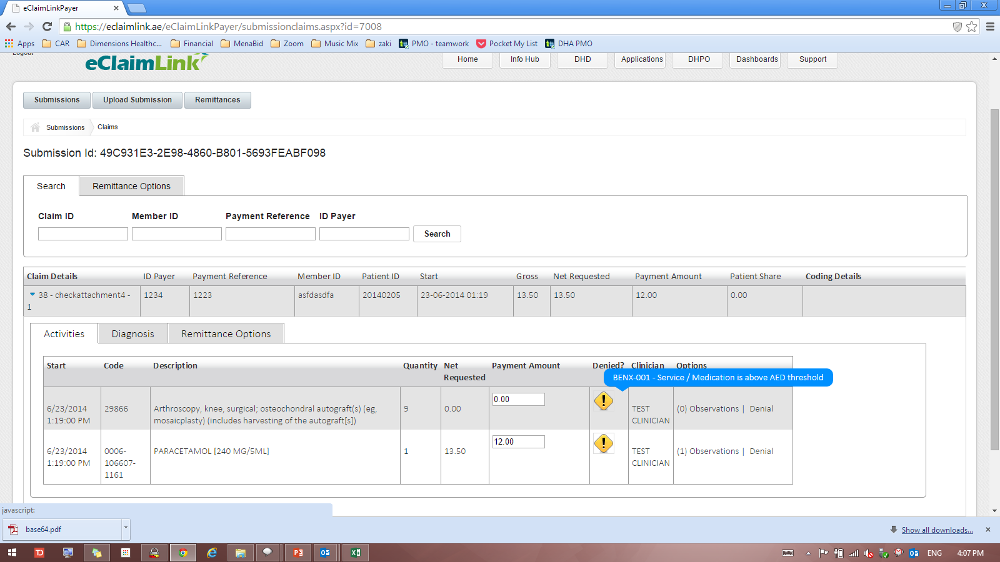 eClaimLinkPayer
https://eclaimlink.ae/eClaimLinkPayer/submissionclaims.aspx?id=7008
Apps CAR Dimensions Healthc... Financial MenaBid Zoom Music Mix zaki PMO - teamwork Pocket My List DHA PMO
Logout
eClaimLink
Home Info Hub DHD Applications DHPO Dashboards Support
Submissions Upload Submission Remittances
Submissions Claims
Submission Id: 49C931E3-2E98-4860-B801-5693FEABF098
Search Remittance Options
Claim ID Member ID Payment Reference ID Payer
Search
Claim Details ID Payer Payment Reference Member ID Patient ID Start Gross Net Requested Payment Amount Patient Share Coding Details
38 - checkattachment4 - 1234 1223 asfdasdfa 20140205 23-06-2014 01:19 13.50 13.50 12.00 0.00
1
Activities Diagnosis Remittance Options
Start Code Description Quantity Net Payment Amount Denied? Clinician Options
Requested
BENX-001 - Service / Medication is above AED threshold
0.00
6/23/2014 29866 Arthroscopy, knee, surgical; osteochondral autograft(s) (eg, 9 0.00 TEST (0) Observations | Denial
1:19:00 PM mosaicplasty) (includes harvesting of the autograft[s]) CLINICIAN
12.00
6/23/2014 0006- PARACETAMOL [240 MG/5ML] 1 13.50 TEST (1) Observations | Denial
1:19:00 PM 106607- CLINICIAN
1161
javascript:
base64.pdf Show all downloads...
ENG 4:07 PM